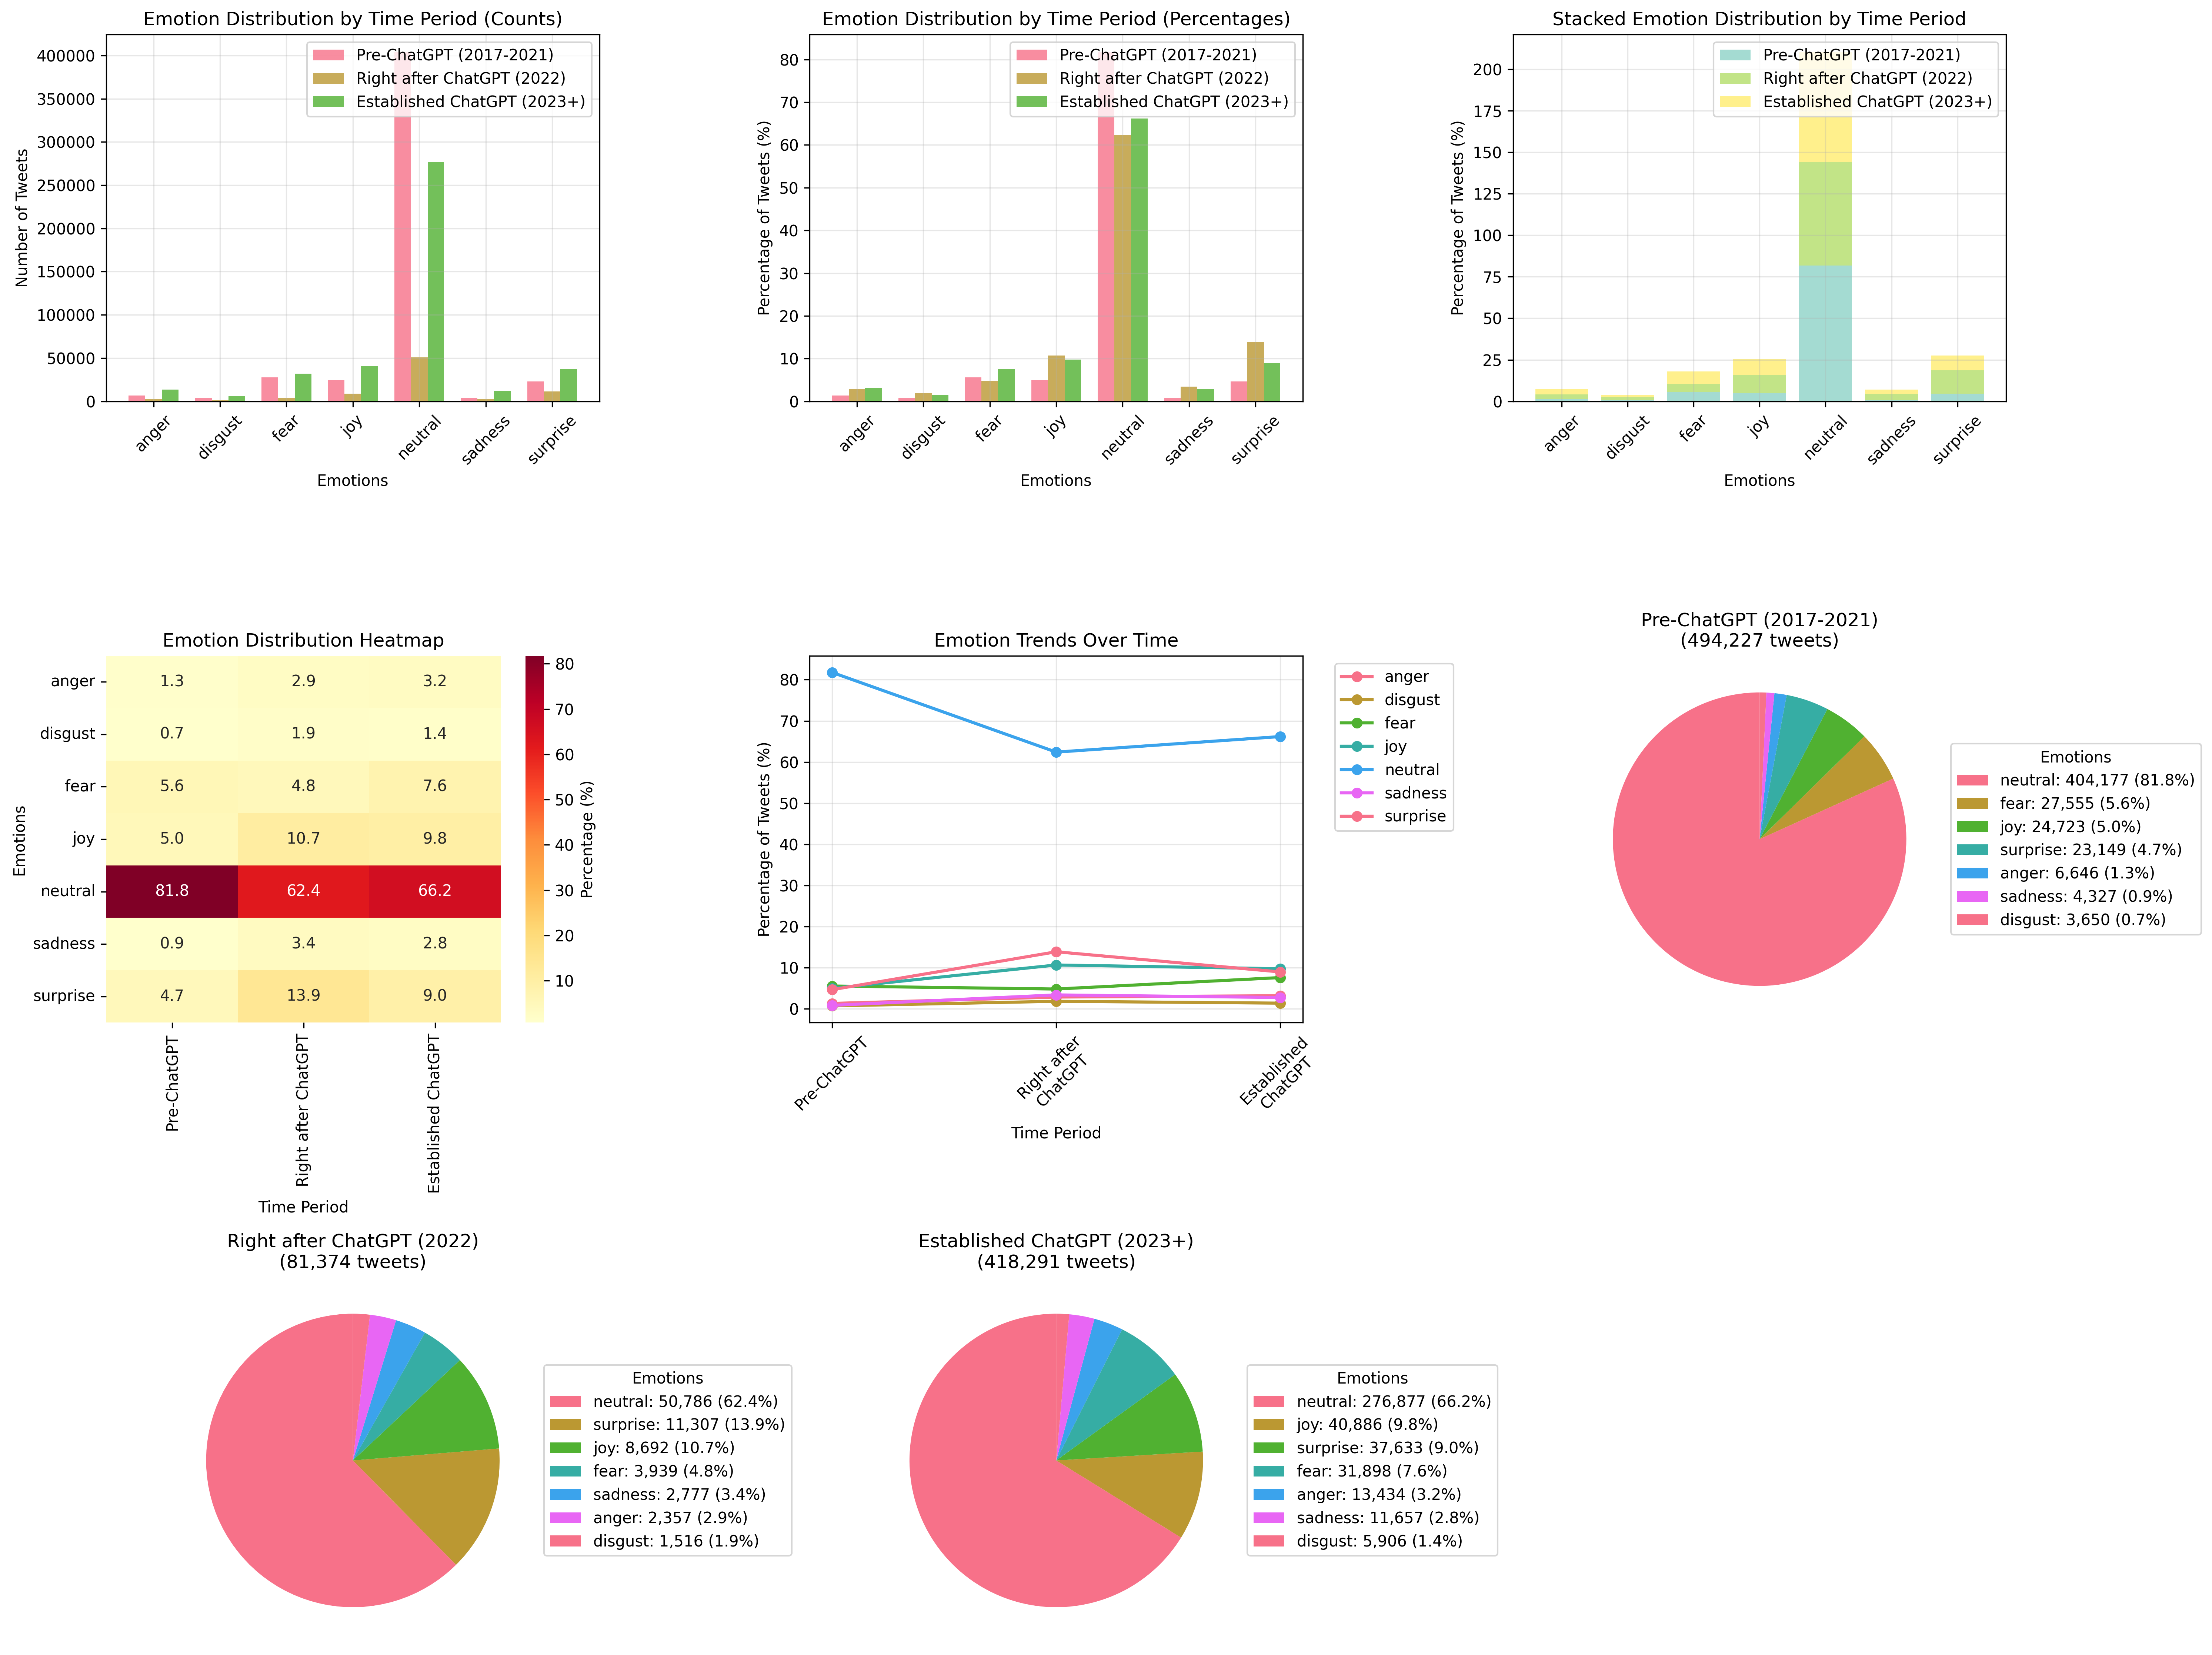 Emotion Distribution by Time Period (Counts)
400000
350000
300000
250000
200000
150000
100000
50000
0
Number of Tweets
Pre-ChatGPT (2017-2021)
Right after ChatGPT (2022)
Established ChatGPT (2023+)
anger
disgust
fear
joy
neutral
sadness
surprise
Emotions
Emotion Distribution by Time Period (Percentages)
80
70
60
50
40
30
20
10
0
Percentage of Tweets (%)
Pre-ChatGPT (2017-2021)
Right after ChatGPT (2022)
Established ChatGPT (2023+)
anger
disgust
fear
joy
neutral
sadness
surprise
Emotions
Stacked Emotion Distribution by Time Period
200
175
150
125
100
75
50
25
0
Percentage of Tweets (%)
Pre-ChatGPT (2017-2021)
Right after ChatGPT (2022)
Established ChatGPT (2023+)
anger
disgust
fear
joy
neutral
sadness
surprise
Emotions
Emotion Distribution Heatmap
Emotions
anger 1.3 2.9 3.2
disgust 0.7 1.9 1.4
fear 5.6 4.8 7.6
joy 5.0 10.7 9.8
neutral 81.8 62.4 66.2
sadness 0.9 3.4 2.8
surprise 4.7 13.9 9.0
Pre-ChatGPT
Right after ChatGPT
Established ChatGPT
Time Period
80
70
60
50
40
30
20
10
Percentage (%)
Emotion Trends Over Time
80
70
60
50
40
30
20
10
0
Percentage of Tweets (%)
Pre-ChatGPT
Right after
ChatGPT
Established
ChatGPT
Time Period
anger
disgust
fear
joy
neutral
sadness
surprise
Pre-ChatGPT (2017-2021)
(494,227 tweets)
Emotions
neutral: 404,177 (81.8%)
fear: 27,555 (5.6%)
joy: 24,723 (5.0%)
surprise: 23,149 (4.7%)
anger: 6,646 (1.3%)
sadness: 4,327 (0.9%)
disgust: 3,650 (0.7%)
Right after ChatGPT (2022)
(81,374 tweets)
Emotions
neutral: 50,786 (62.4%)
surprise: 11,307 (13.9%)
joy: 8,692 (10.7%)
fear: 3,939 (4.8%)
sadness: 2,777 (3.4%)
anger: 2,357 (2.9%)
disgust: 1,516 (1.9%)
Established ChatGPT (2023+)
(418,291 tweets)
Emotions
neutral: 276,877 (66.2%)
joy: 40,886 (9.8%)
surprise: 37,633 (9.0%)
fear: 31,898 (7.6%)
anger: 13,434 (3.2%)
sadness: 11,657 (2.8%)
disgust: 5,906 (1.4%)